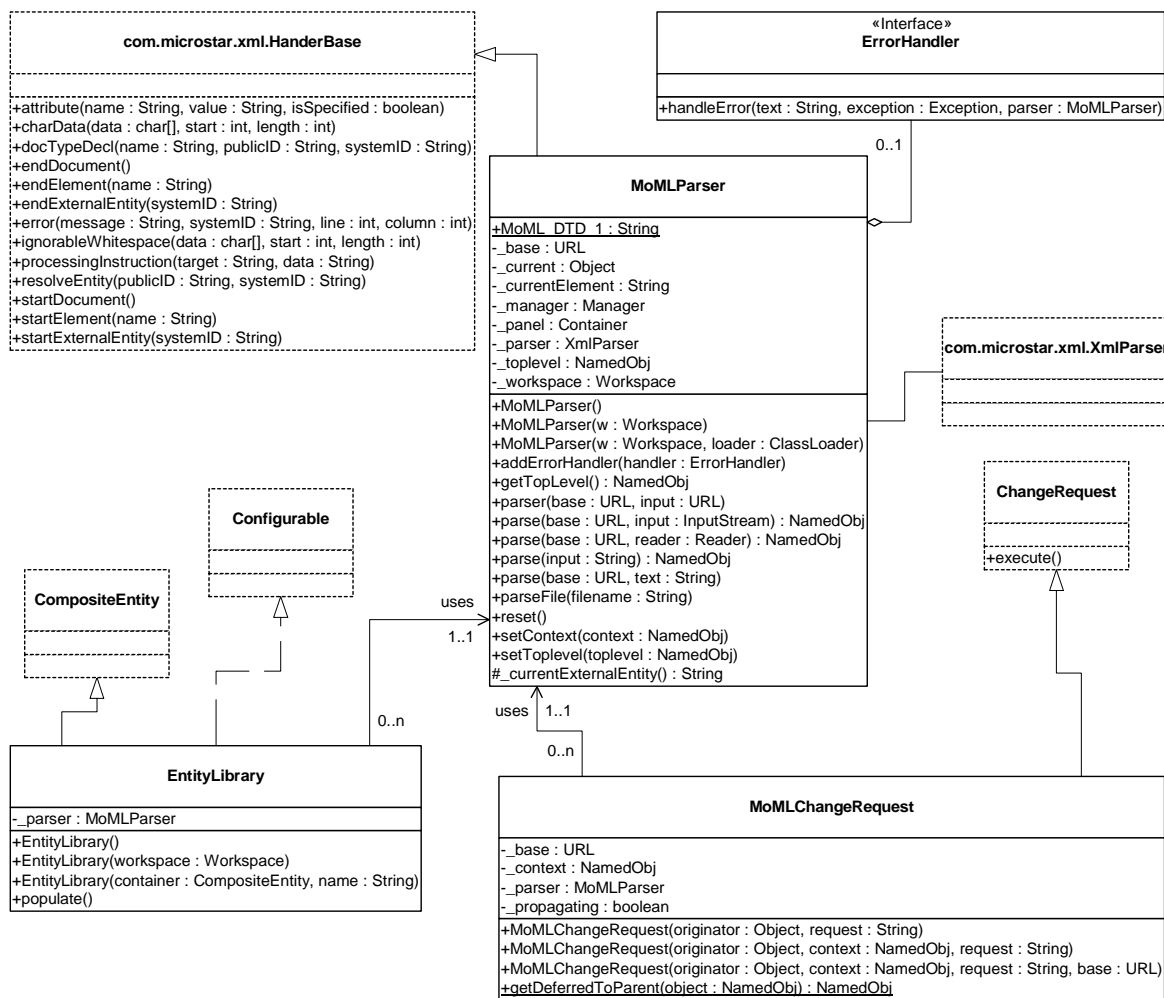 com.microstar.xml.HanderBase
+attribute(name : String, value : String, isSpecified : boolean)
+charData(data : char[], start : int, length : int)
+docTypeDecl(name : String, publicID : String, systemID : String)
+endDocument()
+endElement(name : String)
+endExternalEntity(systemID : String)
+error(message : String, systemID : String, line : int, column : int)
+ignorableWhitespace(data : char[], start : int, length : int)
+processingInstruction(target : String, data : String)
+resolveEntity(publicID : String, systemID : String)
+startDocument()
+startElement(name : String)
+startExternalEntity(systemID : String)
«Interface»
ErrorHandler
+handleError(text : String, exception : Exception, parser : MoMLParser)
0..1
MoMLParser
+MoML_DTD_1 : String
-_base : URL
-_current : Object
-_currentElement : String
-_manager : Manager
-_panel : Container
-_parser : XmlParser
-_toplevel : NamedObj
-_workspace : Workspace
+MoMLParser()
+MoMLParser(w : Workspace)
+MoMLParser(w : Workspace, loader : ClassLoader)
+addErrorHandler(handler : ErrorHandler)
+getTopLevel() : NamedObj
+parser(base : URL, input : URL)
+parse(base : URL, input : InputStream) : NamedObj
+parse(base : URL, reader : Reader) : NamedObj
+parse(input : String) : NamedObj
+parse(base : URL, text : String)
+parseFile(filename : String)
+reset()
+setContext(context : NamedObj)
+setToplevel(toplevel : NamedObj)
#_currentExternalEntity() : String
com.microstar.xml.XmlParser
ChangeRequest
+execute()
Configurable
CompositeEntity
uses
1..1
0..n
uses
1..1
0..n
EntityLibrary
-_parser : MoMLParser
+EntityLibrary()
+EntityLibrary(workspace : Workspace)
+EntityLibrary(container : CompositeEntity, name : String)
+populate()
MoMLChangeRequest
-_base : URL
-_context : NamedObj
-_parser : MoMLParser
-_propagating : boolean
+MoMLChangeRequest(originator : Object, request : String)
+MoMLChangeRequest(originator : Object, context : NamedObj, request : String)
+MoMLChangeRequest(originator : Object, context : NamedObj, request : String, base : URL)
+getDeferredToParent(object : NamedObj) : NamedObj